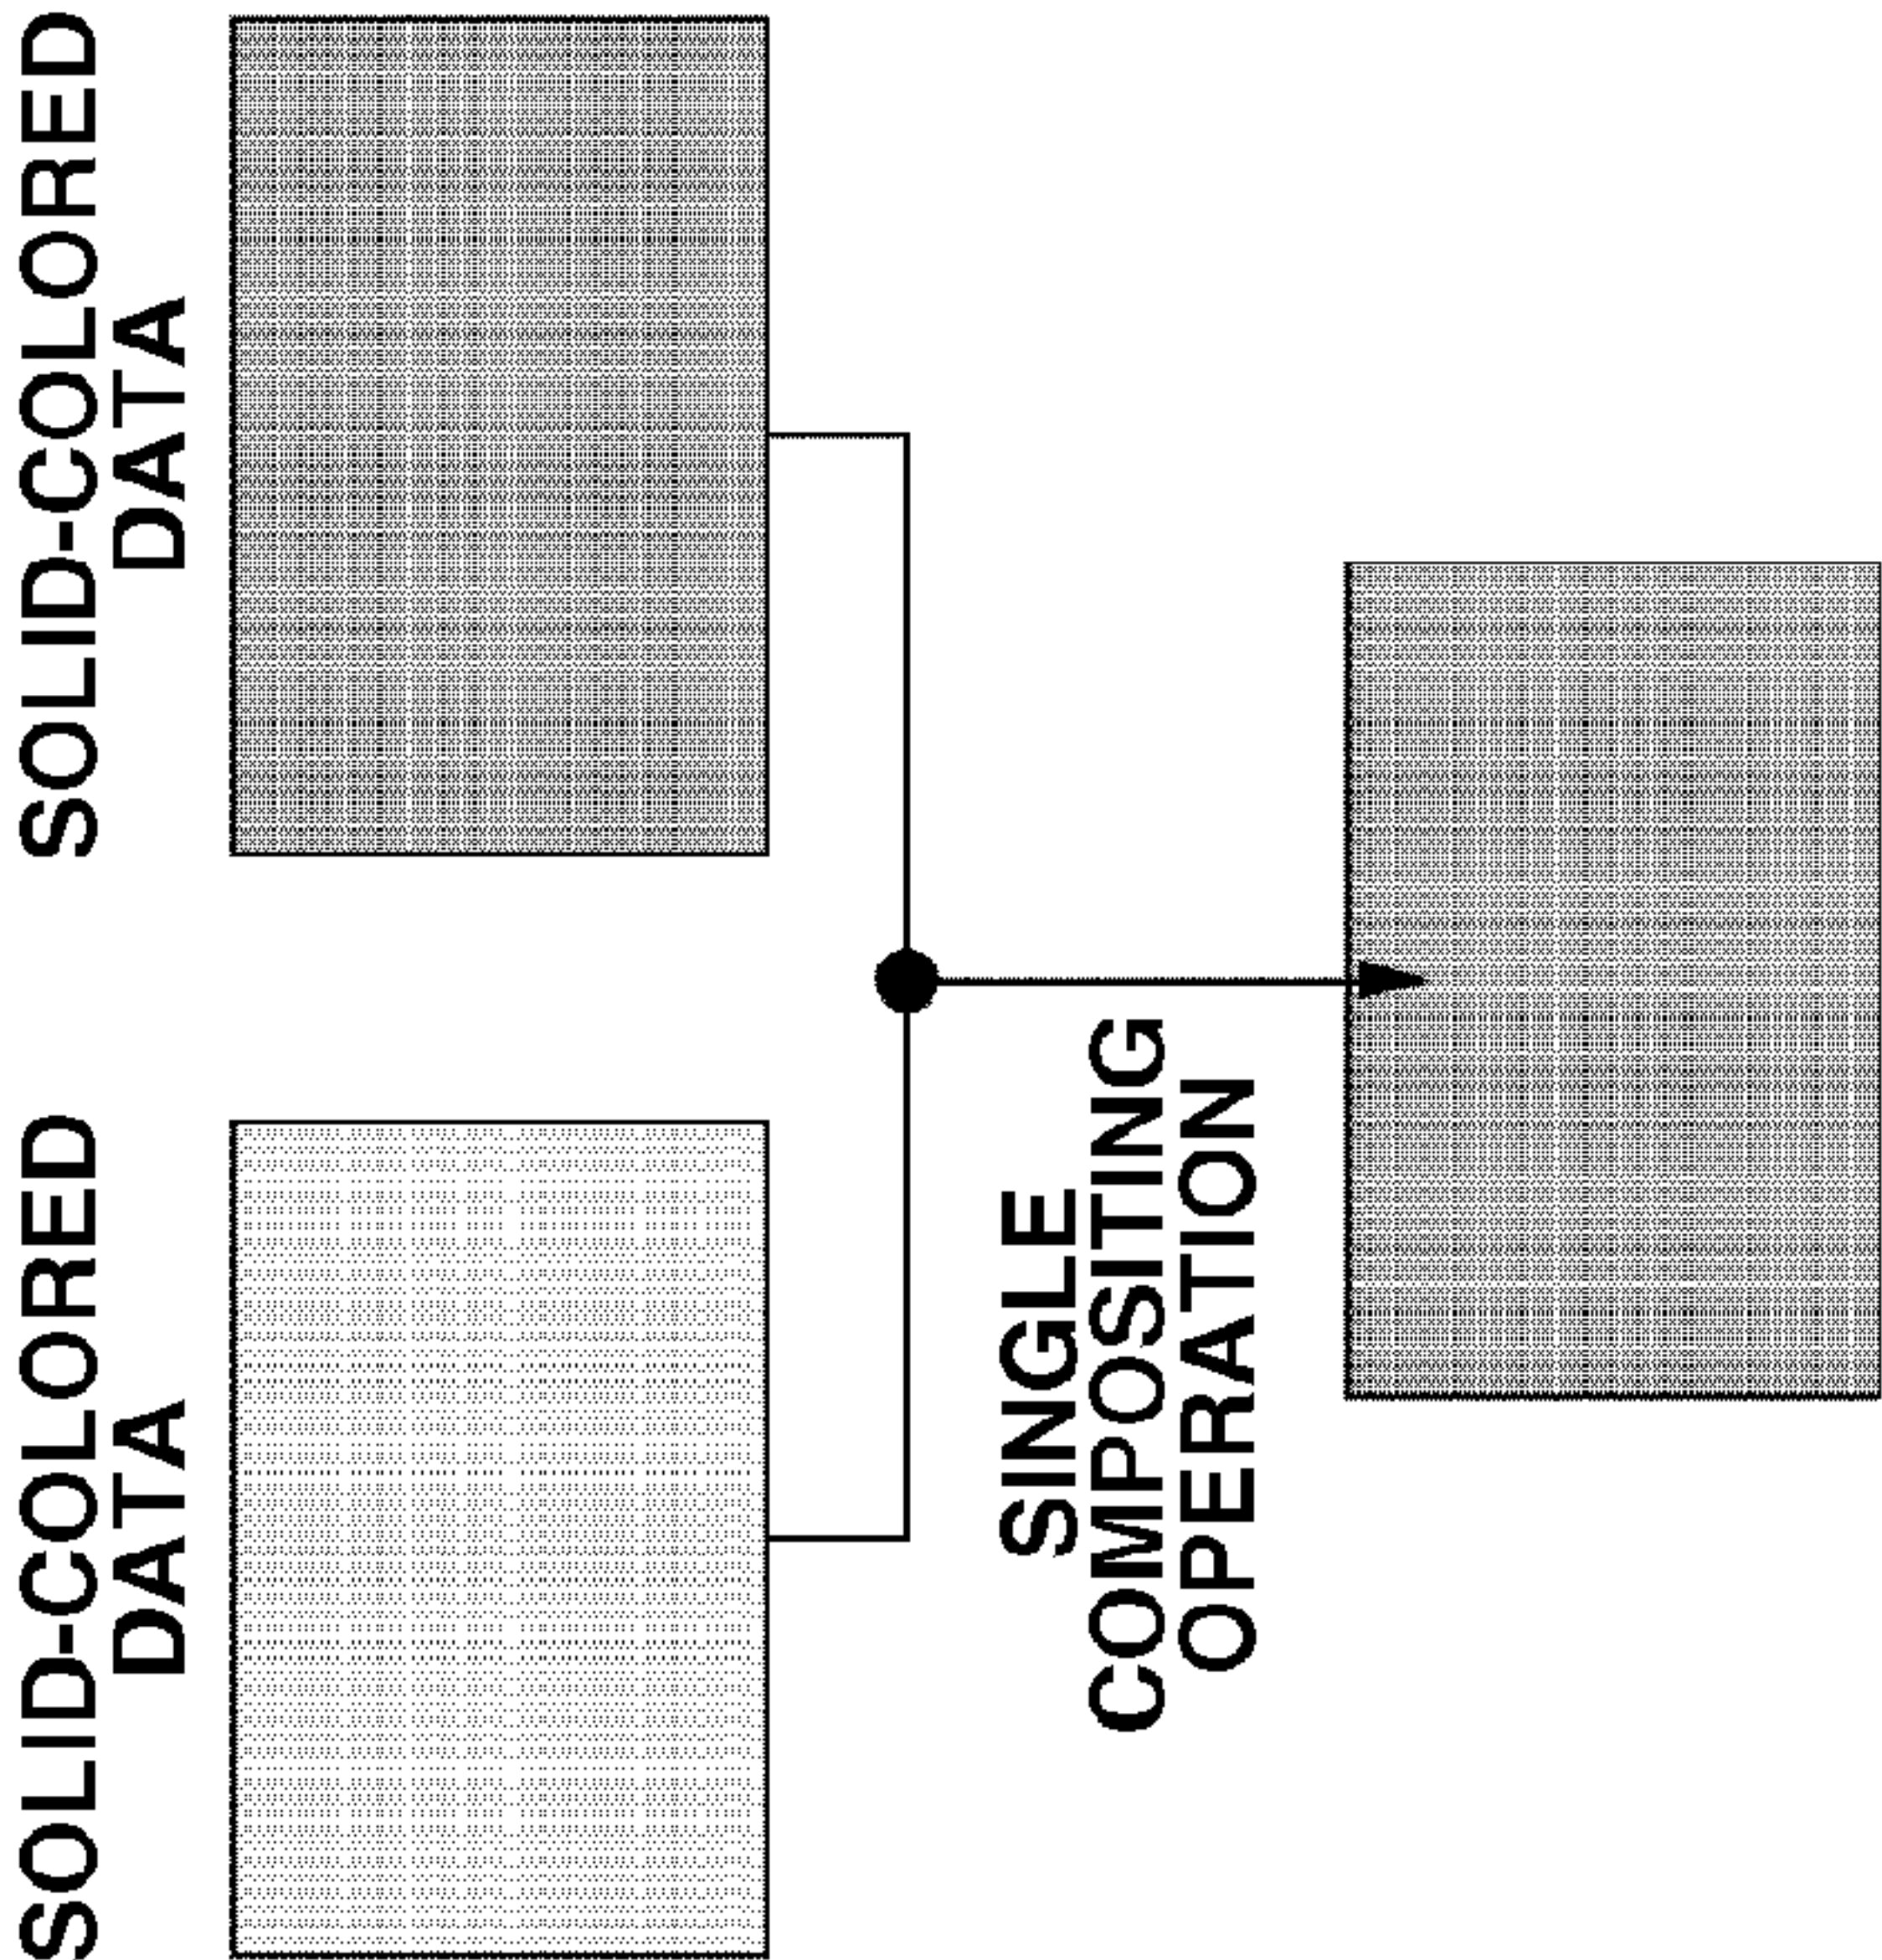 SOLID-COLORED
DATA
SOLID-COLORED
DATA
SINGLE
COMPOSITING
OPERATION